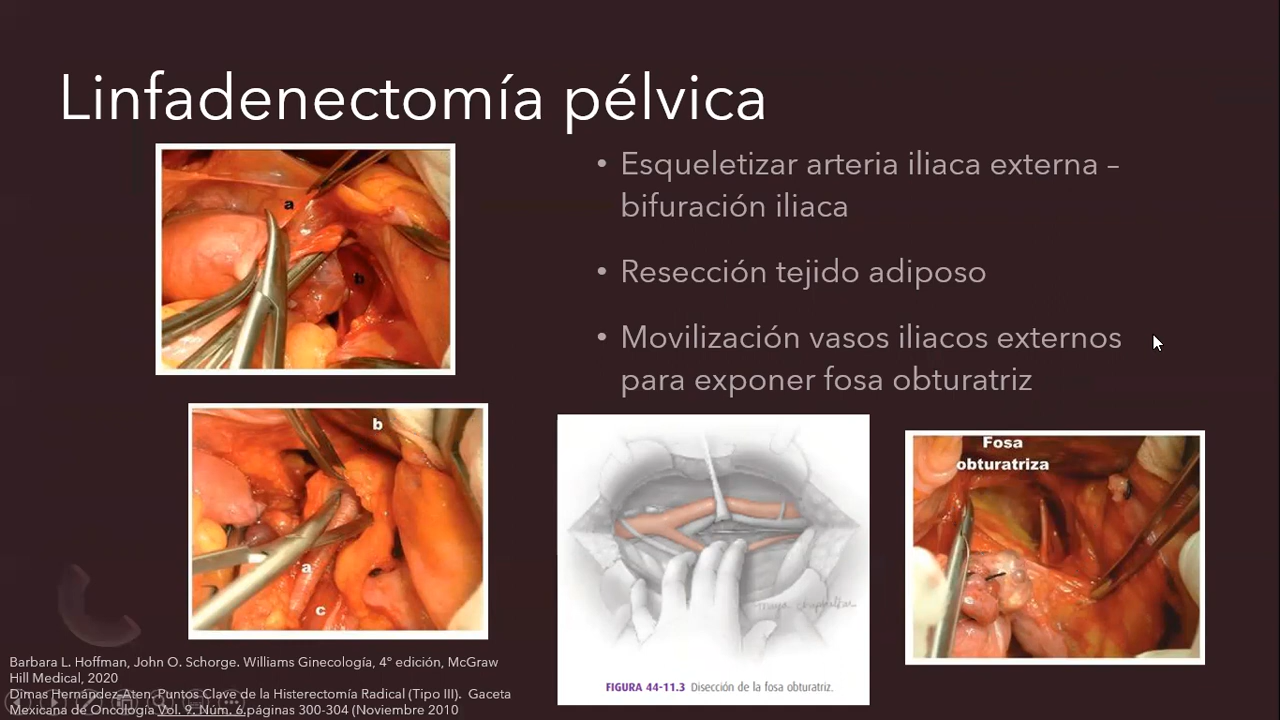 Linfadenectomía pélvica
• Esqueletizar arteria iliaca externa –
bifuración iliaca
• Resección tejido adiposo
• Movilización vasos iliacos externos
para exponer fosa obturatriz
a
b
b
a
c
FIGURA 44-11.3 Disección de la fosa obturatriz.
Fosa
obturatriza
Barbara L. Hoffman, John O. Schorge. Williams Ginecología, 4º edición, McGraw
Hill Medical, 2020
Dimas Hernández-Aten. Puntos Clave de la Histerectomía Radical (Tipo III). Gaceta
Mexicana de Oncología Vol. 9. Núm. 6.páginas 300-304 (Noviembre 2010